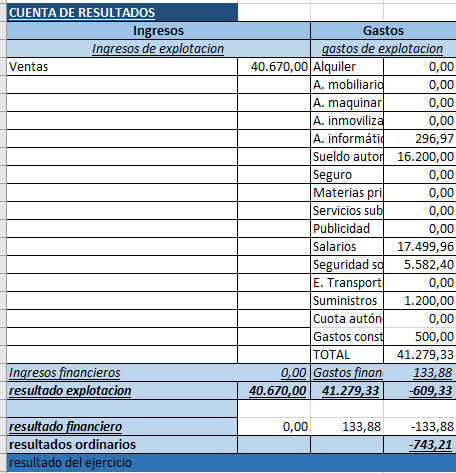 CUENTA DE RESULTADOS
Ingresos Gastos
Ingresos de explotacion gastos de explotacion
Ventas 40.670,00 Alquiler 0,00
A. mobiliario 0,00
A. maquinar 0,00
A. inmoviliza 0,00
A. informátic 296,97
Sueldo autor 16.200,00
Seguro 0,00
Materias pri 0,00
Servicios sub 0,00
Publicidad 0,00
Salarios 17.499,96
Seguridad so 5.582,40
E. Transport 0,00
Suministros 1.200,00
Cuota autón 0,00
Gastos const 500,00
TOTAL 41.279,33
Ingresos financieros 0,00 Gastos finan 133,88
resultado explotacion 40.670,00 41.279,33 -609,33
resultado financiero 0,00 133,88 -133,88
resultados ordinarios -743,21
resultado del ejercicio